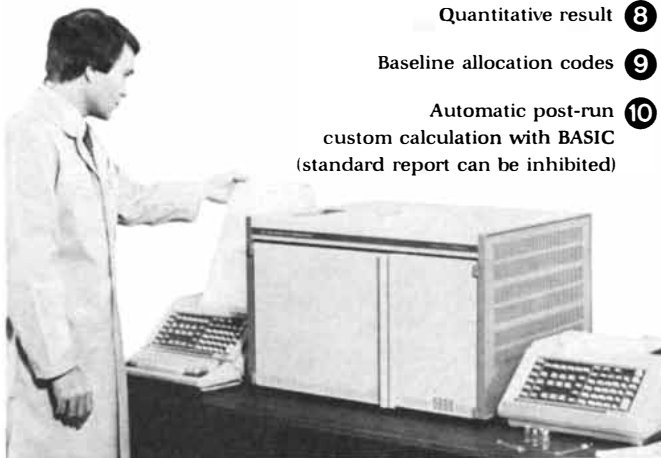 Quantitative result 8
Baseline allocation codes 9
Automatic post-run 10
custom calculation with BASIC
(standard report can be inhibited)